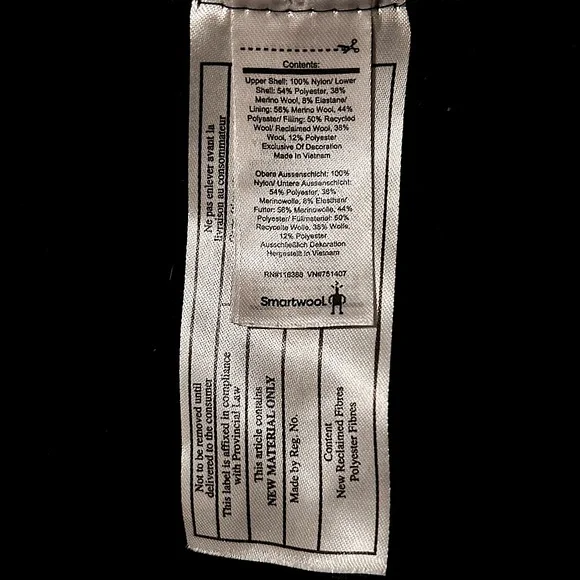 Contents:
Upper Shell: 100% Nylon/ Lower
Shell: 54% Polyester, 38%
Merino Wool, 8% Elastane/
Lining: 56% Merino Wool, 44%
Polyester/ Filling: 50% Recycled
Wool/ Reclaimed Wool, 38%
Wool, 12% Polyester
Exclusive Of Decoration
Made In Vietnam
Obere Aussenschicht: 100%
Nylon/ Untere Aussenschicht:
54% Polyester, 38%
Merinowolle, 8% Elasthan/
Futter: 56% Merinowolle, 44%
Polyester/ Füllmaterial: 50%
Recycelte Wolle, 38% Wolle,
12% Polyester
Ausschließlich Dekoration
Hergestellt In Vietnam
RN#116388 VN#751407
Smartwool
Ne pas enlever avant la
livraison au consommateur
Not to be removed until
delivered to the consumer
This label is affixed in compliance
with Provincial Law
This article contains
NEW MATERIAL ONLY
Made by Reg. No.
Content
New Reclaimed Fibres
Polyester Fibres